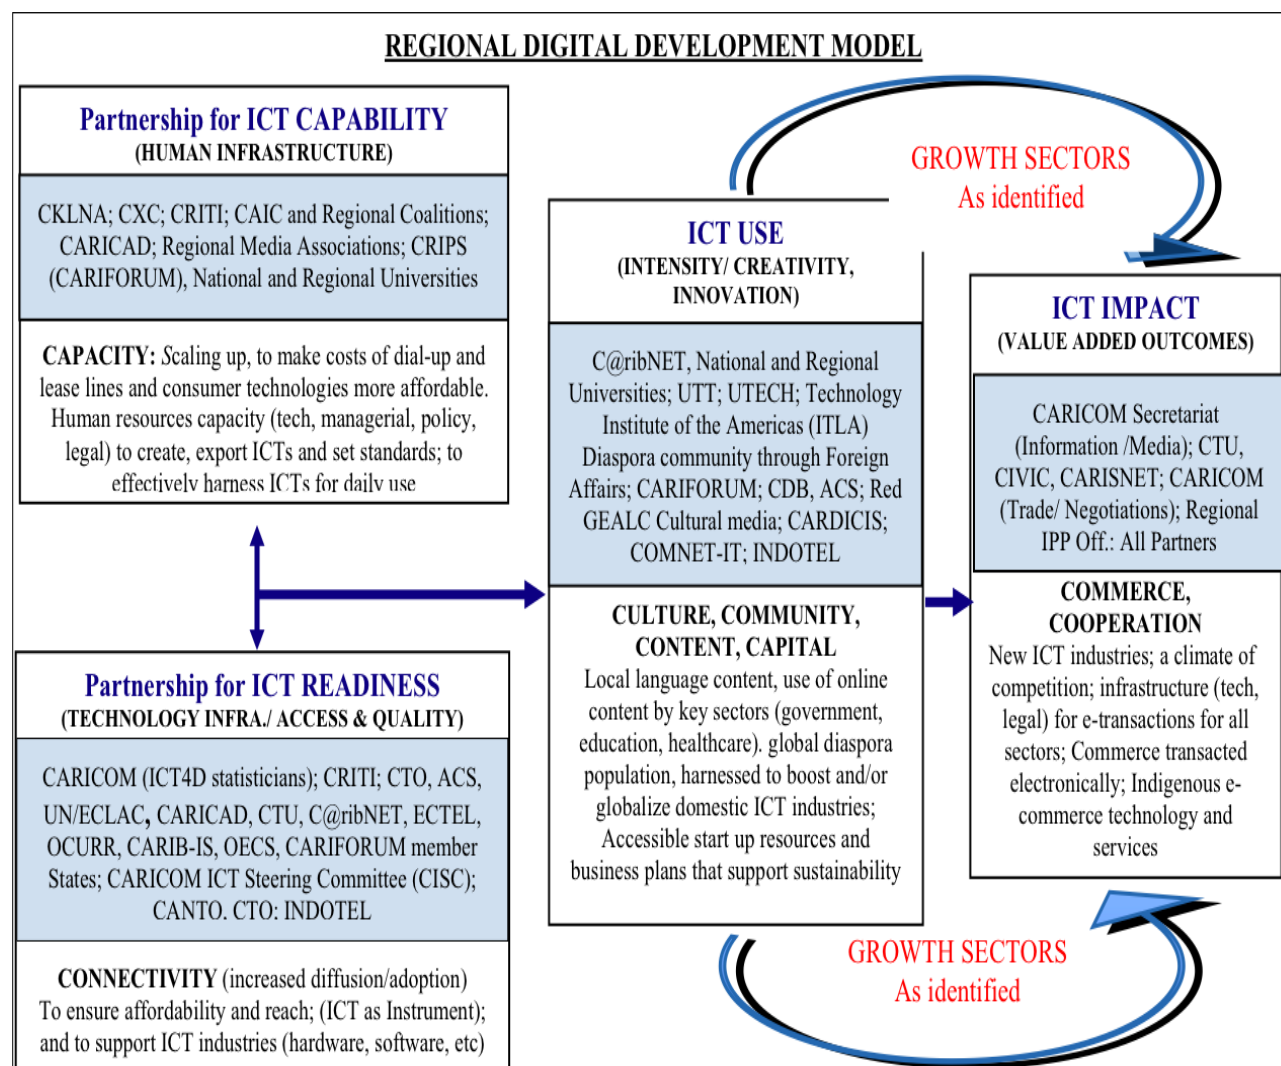 REGIONAL DIGITAL DEVELOPMENT MODEL
Partnership for ICT CAPABILITY
(HUMAN INFRASTRUCTURE)
CKLNA; CXC; CRITI; CAIC and Regional Coalitions;
CARICAD; Regional Media Associations; CRIPS
(CARIFORUM), National and Regional Universities
CAPACITY: Scaling up, to make costs of dial-up and
lease lines and consumer technologies more affordable.
Human resources capacity (tech, managerial, policy,
legal) to create, export ICTs and set standards; to
effectively harness ICTs for daily use
Partnership for ICT READINESS
(TECHNOLOGY INFRA./ ACCESS & QUALITY)
CARICOM (ICT4D statisticians); CRITI; CTO, ACS,
UN/ECLAC, CARICAD, CTU, C@ribNET, ECTEL,
OCURR, CARIB-IS, OECS, CARIFORUM member
States; CARICOM ICT Steering Committee (CISC);
CANTO. CTO: INDOTEL
CONNECTIVITY (increased diffusion/adoption)
To ensure affordability and reach; (ICT as Instrument);
and to support ICT industries (hardware, software, etc)
ICT USE
(INTENSITY/ CREATIVITY,
INNOVATION)
C@ribNET, National and Regional
Universities; UTT; UTECH; Technology
Institute of the Americas (ITLA)
Diaspora community through Foreign
Affairs; CARIFORUM; CDB, ACS; Red
GEALC Cultural media; CARDICIS;
COMNET-IT; INDOTEL
CULTURE, COMMUNITY,
CONTENT, CAPITAL
Local language content, use of online
content by key sectors (government,
education, healthcare). global diaspora
population, harnessed to boost and/or
globalize domestic ICT industries;
Accessible start up resources and
business plans that support sustainability
GROWTH SECTORS
As identified
ICT IMPACT
(VALUE ADDED OUTCOMES)
CARICOM Secretariat
(Information /Media); CTU,
CIVIC, CARISNET; CARICOM
(Trade/ Negotiations); Regional
IPP Off.: All Partners
COMMERCE,
COOPERATION
New ICT industries; a climate of
competition; infrastructure (tech,
legal) for e-transactions for all
sectors; Commerce transacted
electronically; Indigenous e-
commerce technology and
services
GROWTH SECTORS
As identified